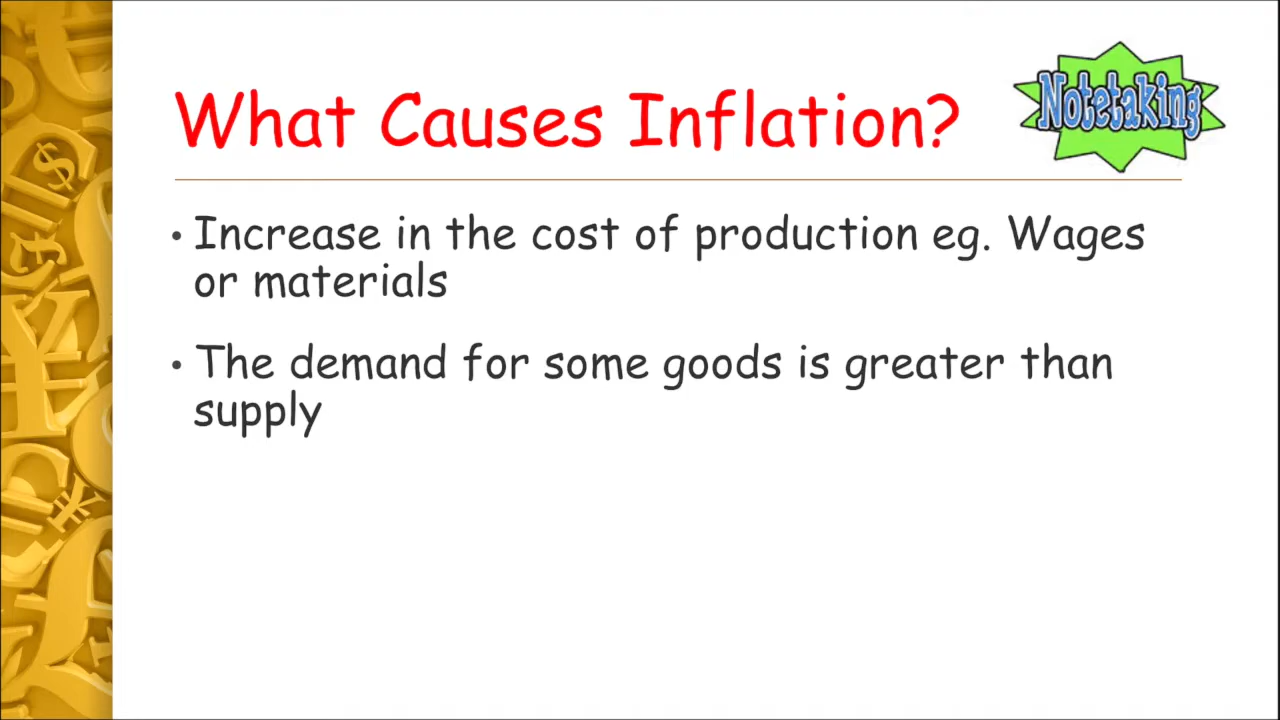 What Causes Inflation?
Notetaking
• Increase in the cost of production eg. Wages
or materials
• The demand for some goods is greater than
supply